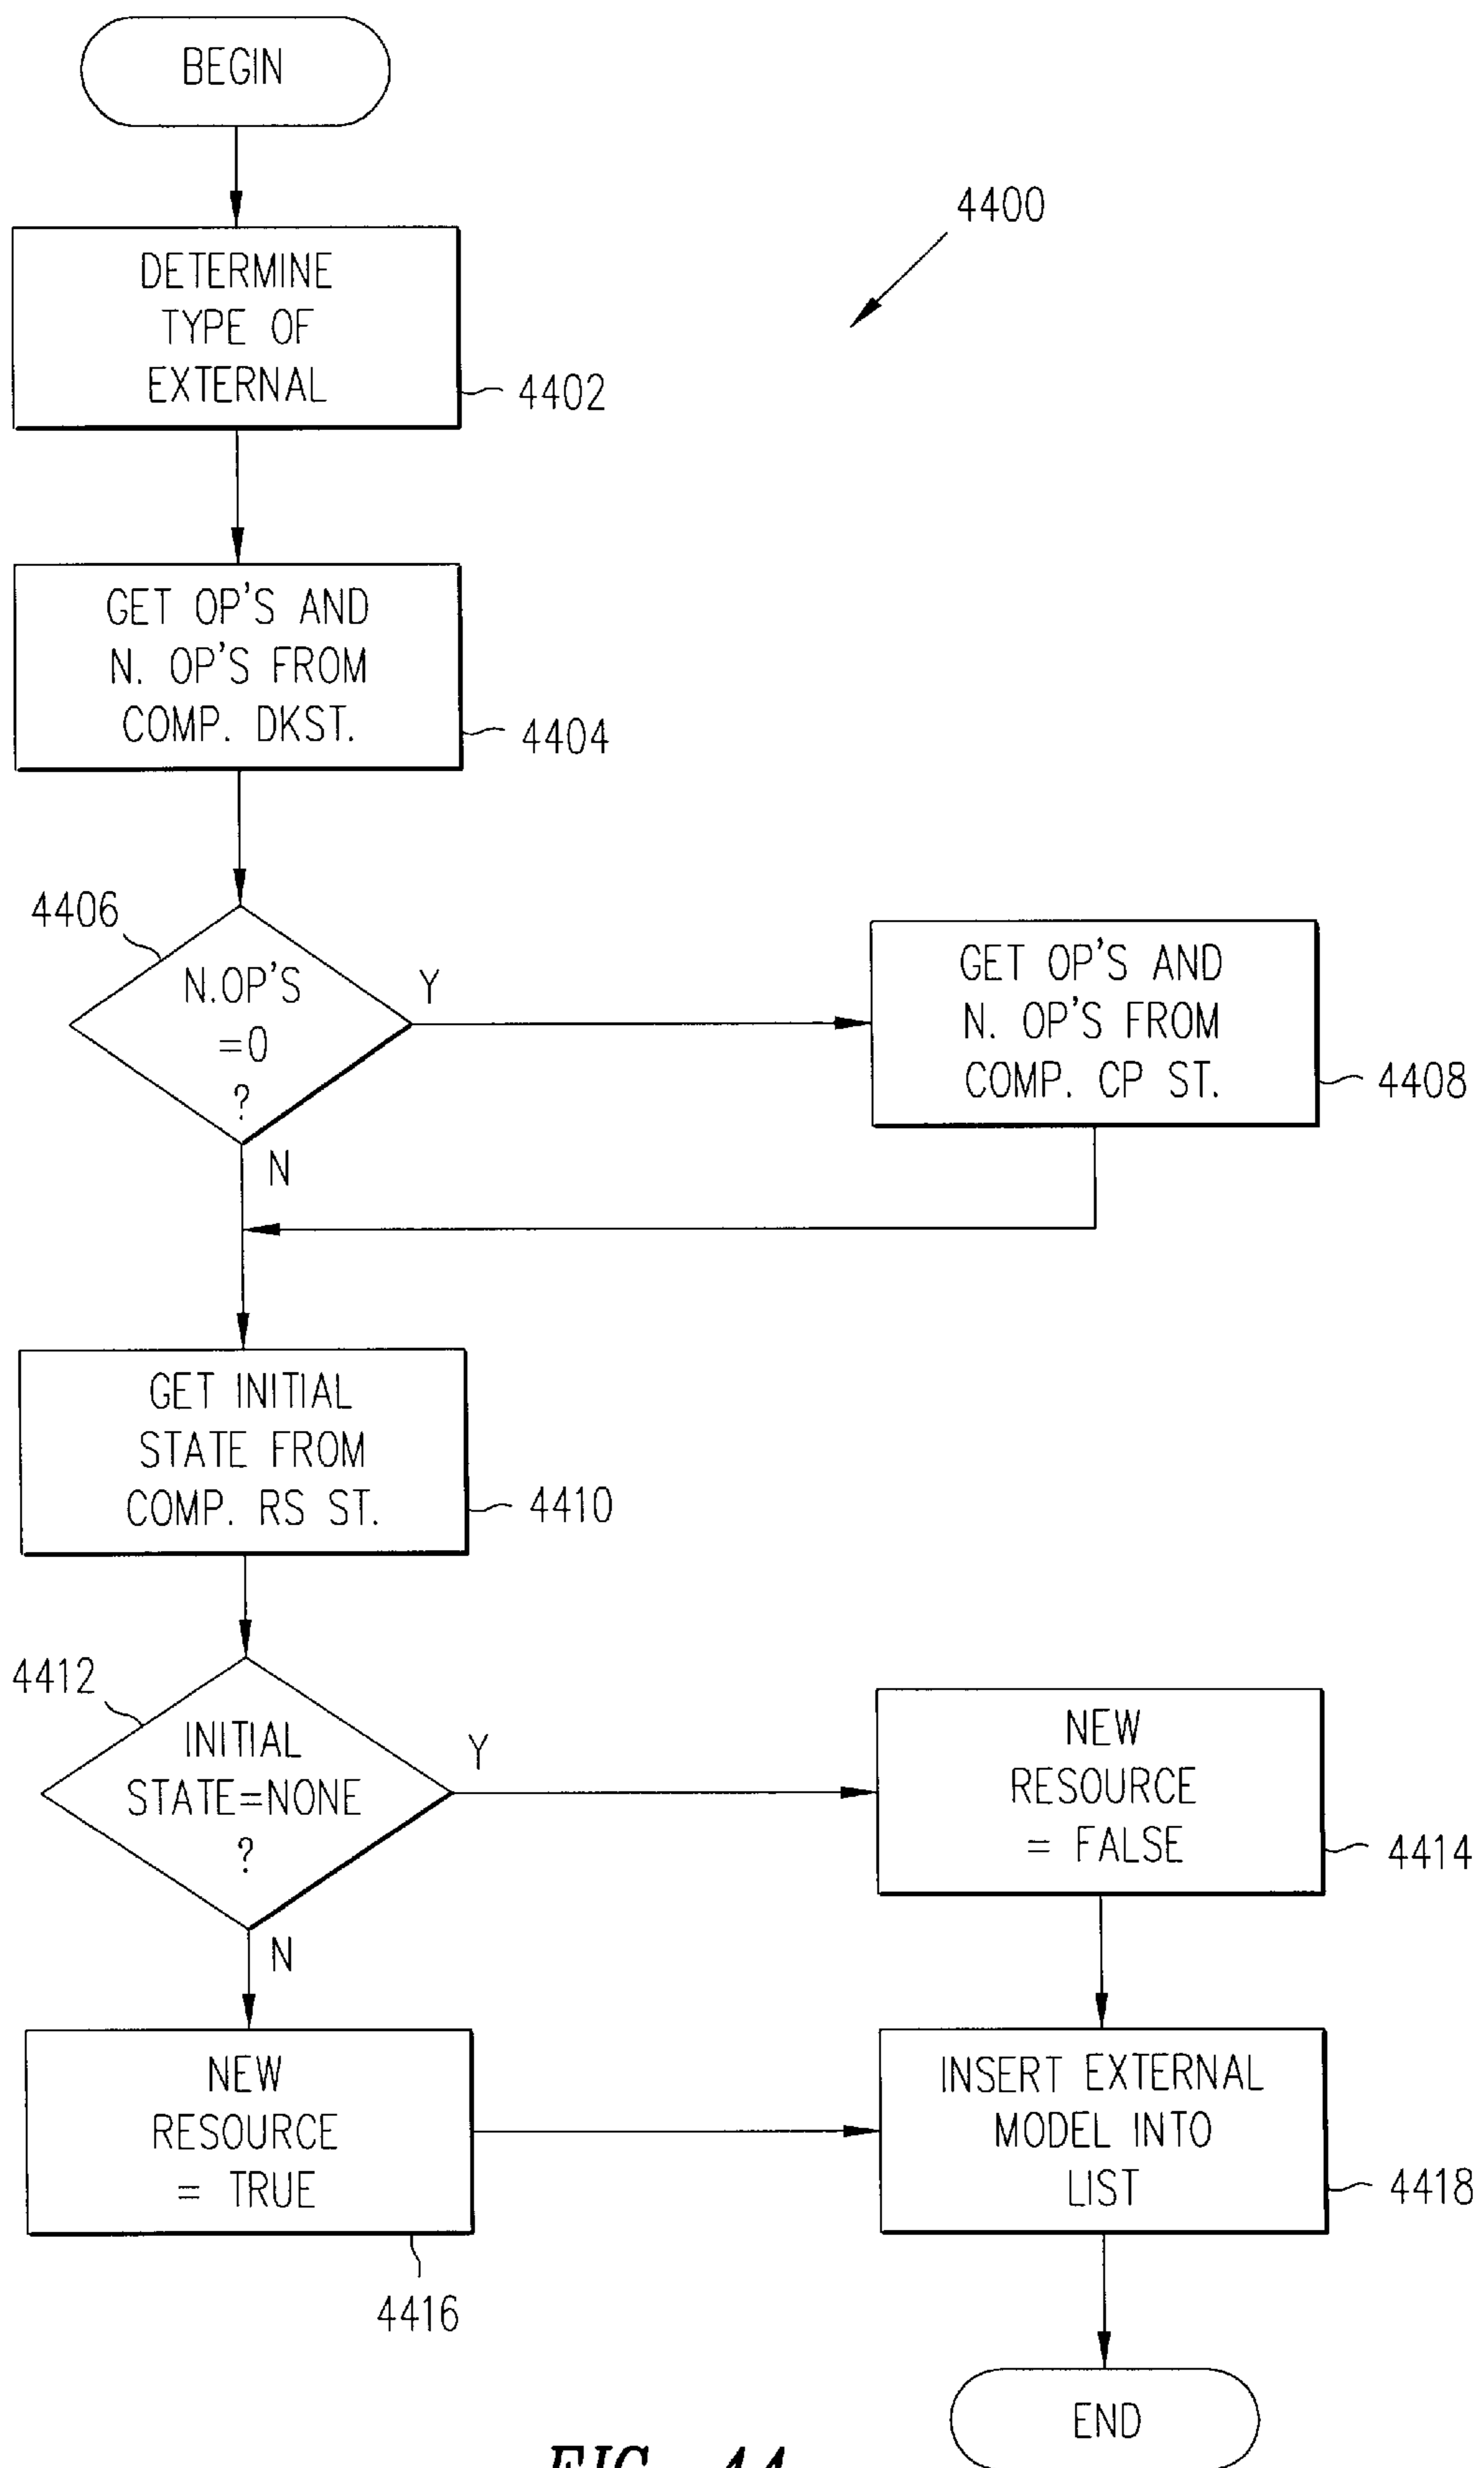 BEGIN
4400
DETERMINE
TYPE OF
EXTERNAL
4402
GET OP'S AND
N. OP'S FROM
COMP. DKST.
4404
4406
N.OP'S
=0
?
Y
N
GET OP'S AND
N. OP'S FROM
COMP. CP ST.
4408
GET INITIAL
STATE FROM
COMP. RS ST.
4410
4412
INITIAL
STATE=NONE
?
Y
N
NEW
RESOURCE
= FALSE
4414
NEW
RESOURCE
= TRUE
4416
INSERT EXTERNAL
MODEL INTO
LIST
4418
END
FIG. 44